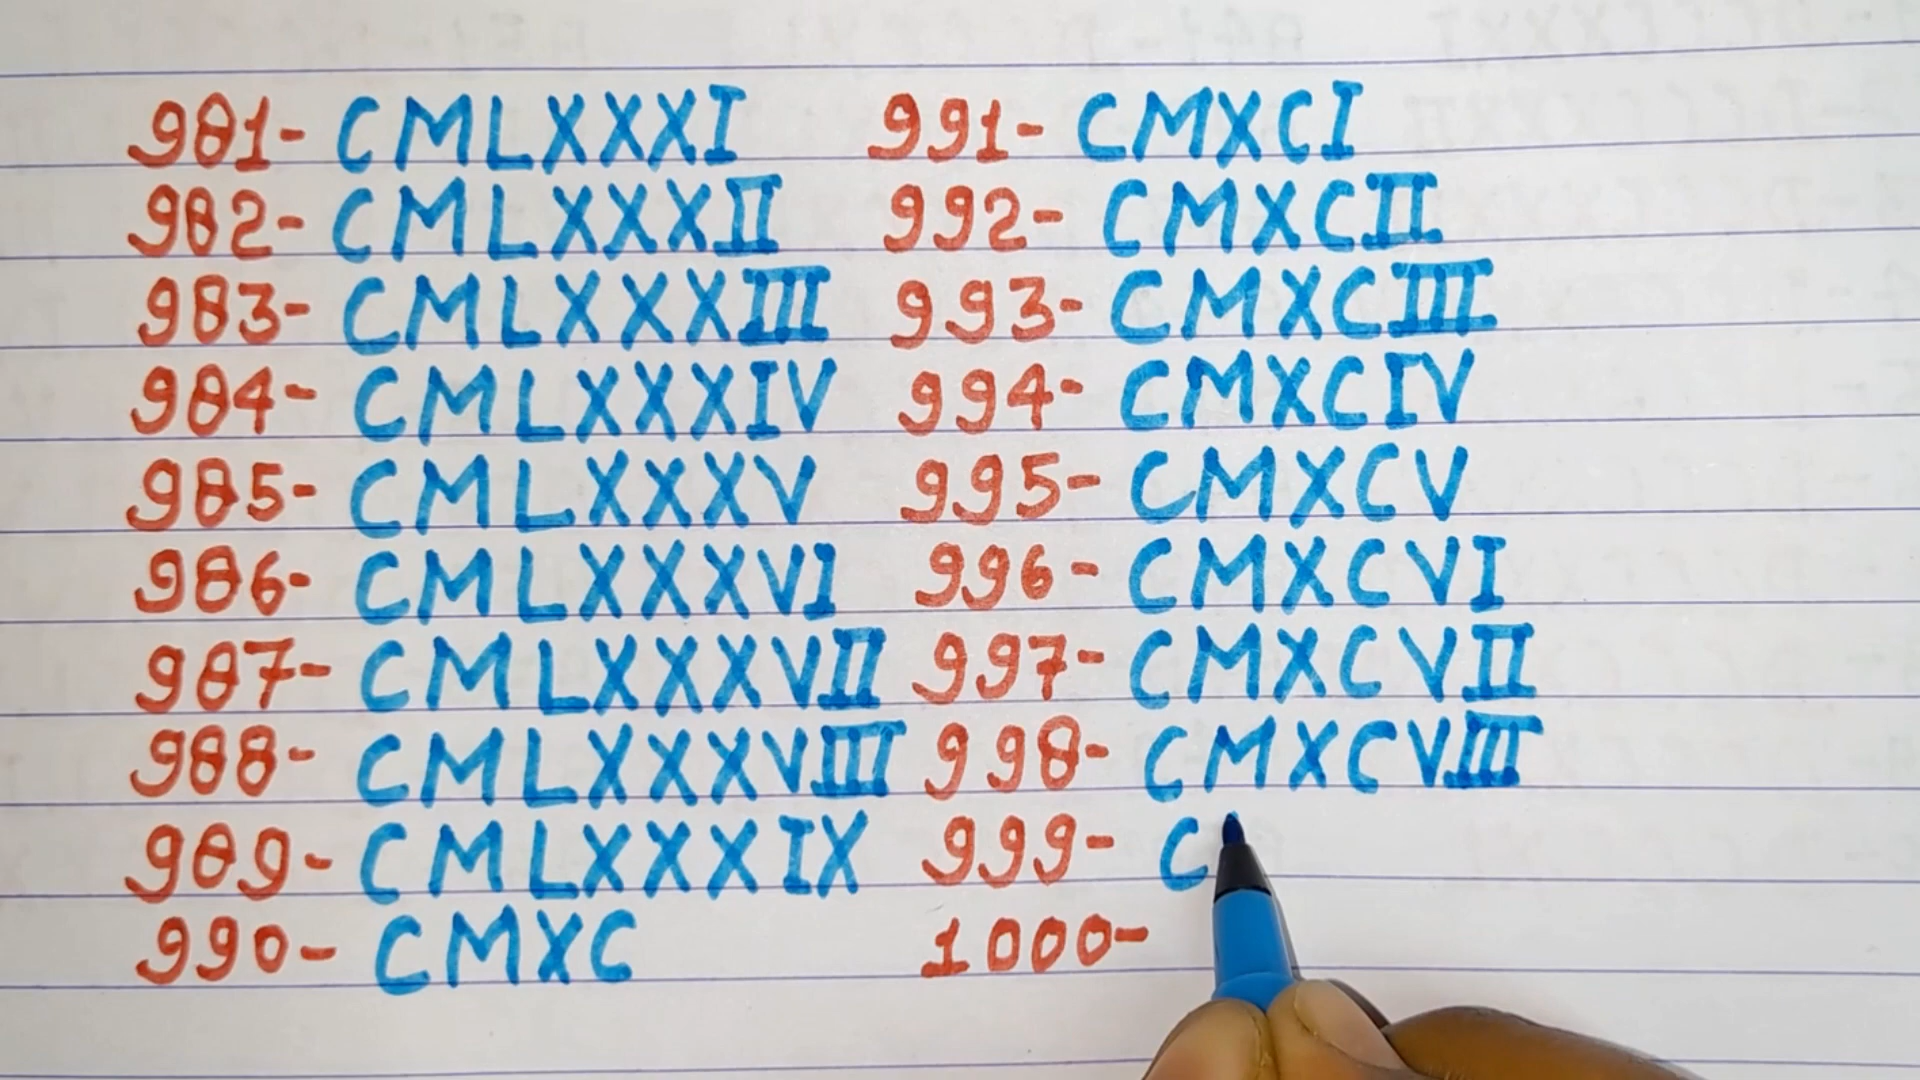 981- CMLXXXI
982- CMLXXXII
983- CMLXXXIII
984- CMLXXXIV
985- CMLXXXV
986- CMLXXXVI
987- CMLXXXVII
988- CMLXXXVIII
989- CMLXXXIX
990- CMXC
991- CMXCI
992- CMXCII
993- CMXCIII
994- CMXCIV
995- CMXCV
996- CMXCVI
997- CMXCVII
998- CMXCVIII
999- C
1000-